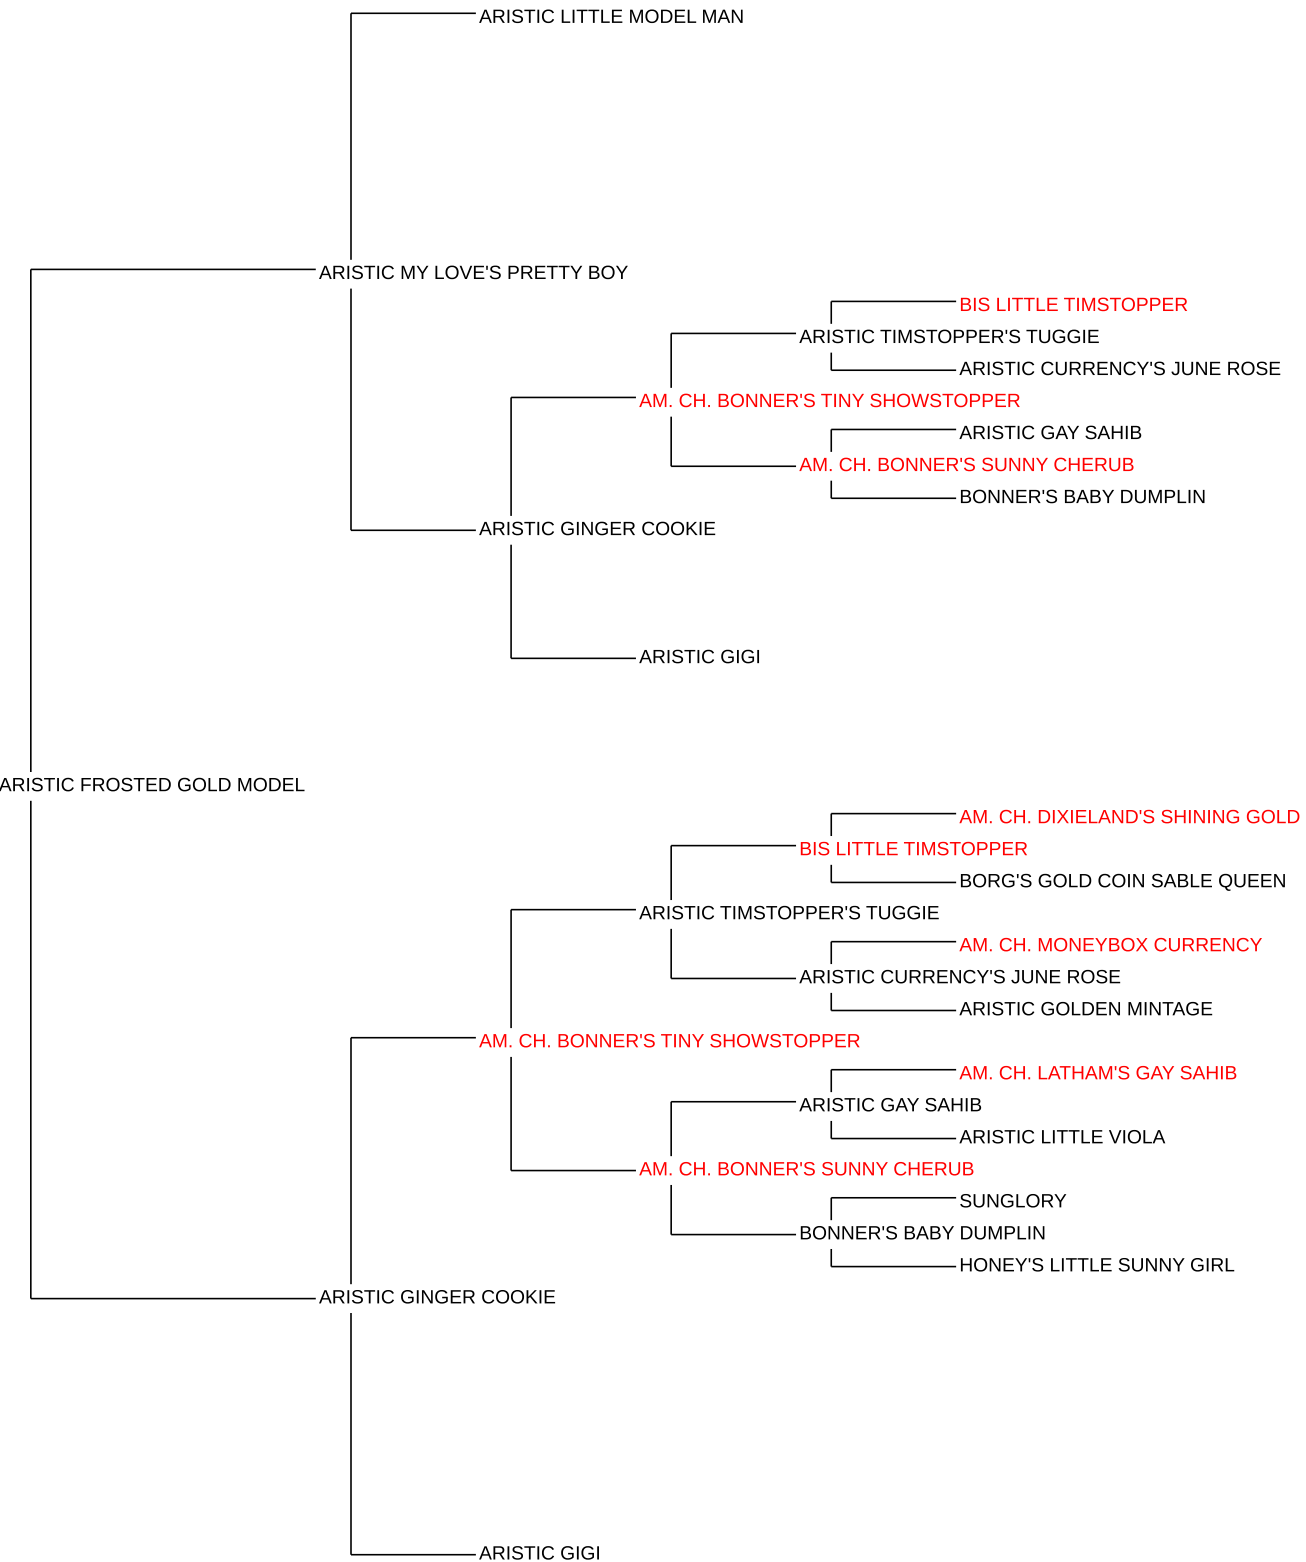 ARISTIC LITTLE MODEL MAN
ARISTIC MY LOVE'S PRETTY BOY
BIS LITTLE TIMSTOPPER
ARISTIC TIMSTOPPER'S TUGGIE
ARISTIC CURRENCY'S JUNE ROSE
AM. CH. BONNER'S TINY SHOWSTOPPER
ARISTIC GAY SAHIB
AM. CH. BONNER'S SUNNY CHERUB
BONNER'S BABY DUMPLIN
ARISTIC GINGER COOKIE
ARISTIC GIGI
ARISTIC FROSTED GOLD MODEL
AM. CH. DIXIELAND'S SHINING GOLD
BIS LITTLE TIMSTOPPER
BORG'S GOLD COIN SABLE QUEEN
ARISTIC TIMSTOPPER'S TUGGIE
AM. CH. MONEYBOX CURRENCY
ARISTIC CURRENCY'S JUNE ROSE
ARISTIC GOLDEN MINTAGE
AM. CH. BONNER'S TINY SHOWSTOPPER
AM. CH. LATHAM'S GAY SAHIB
ARISTIC GAY SAHIB
ARISTIC LITTLE VIOLA
AM. CH. BONNER'S SUNNY CHERUB
SUNGLORY
BONNER'S BABY DUMPLIN
HONEY'S LITTLE SUNNY GIRL
ARISTIC GINGER COOKIE
ARISTIC GIGI